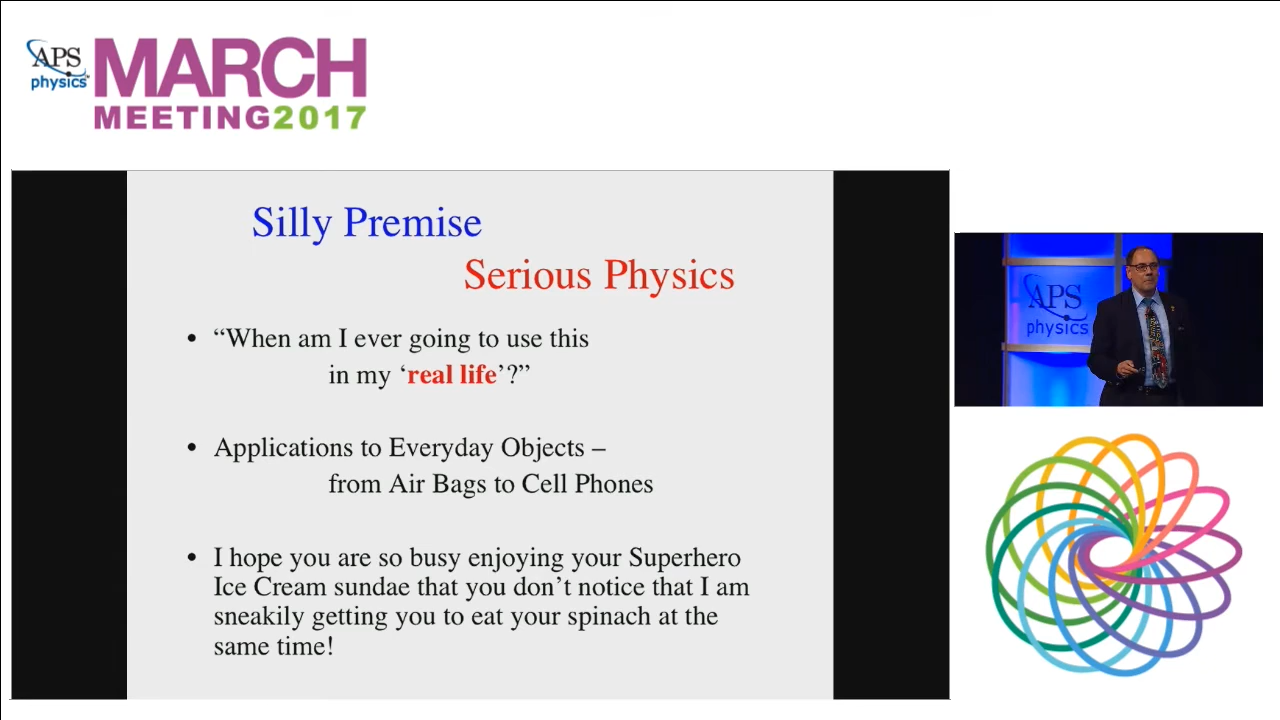 APS
physics
MARCH
MEETING2017
Silly Premise
Serious Physics
• “When am I ever going to use this
in my ‘real life’?”
• Applications to Everyday Objects –
from Air Bags to Cell Phones
• I hope you are so busy enjoying your Superhero
Ice Cream sundae that you don’t notice that I am
sneakily getting you to eat your spinach at the
same time!
APS
physics